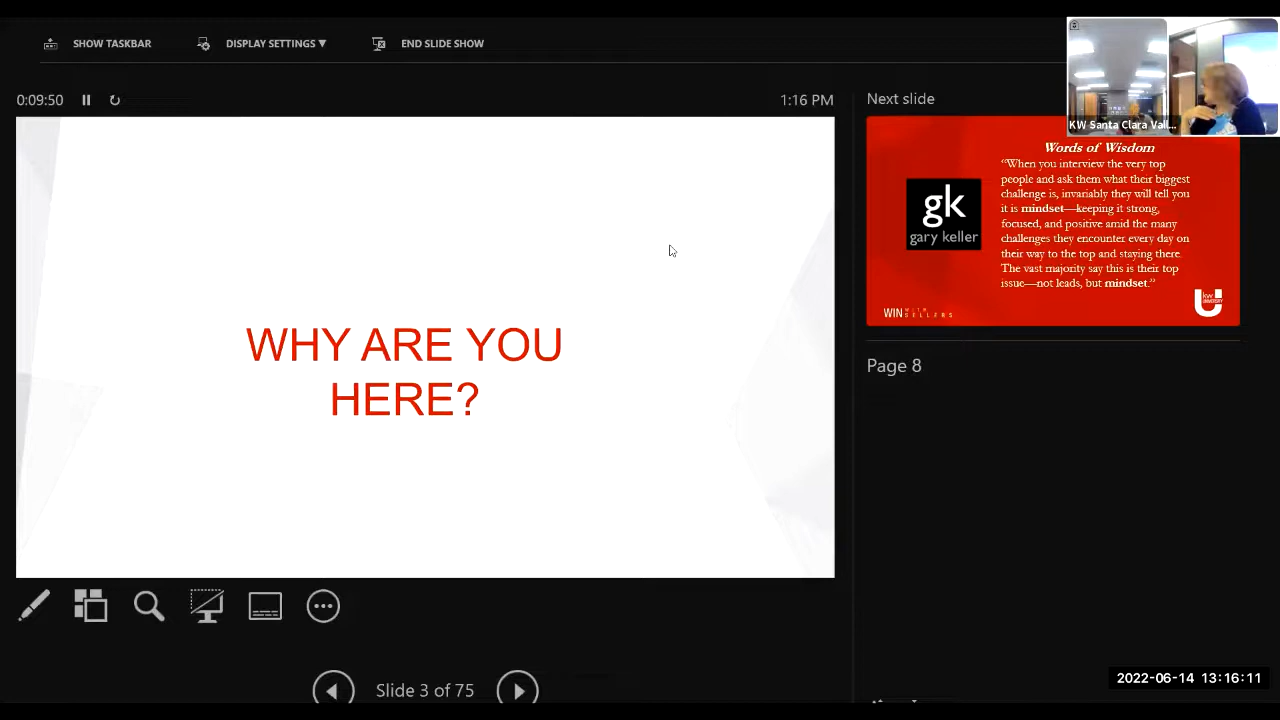 SHOW TASKBAR
DISPLAY SETTINGS ▼
END SLIDE SHOW
KW Santa Clara Vall...
0:09:50
1:16 PM
WHY ARE YOU
HERE?
Slide 3 of 75
Next slide
Words of Wisdom
“When you interview the very top
people and ask them what their biggest
challenge is, invariably they will tell you
it is mindset—keeping it strong,
focused, and positive amid the many
challenges they encounter every day on
their way to the top and staying there.
The vast majority say this is their top
issue—not leads, but mindset.”
gk
gary keller
WIN WITH
SELLERS
kw
Page 8
2022-06-14 13:16:11